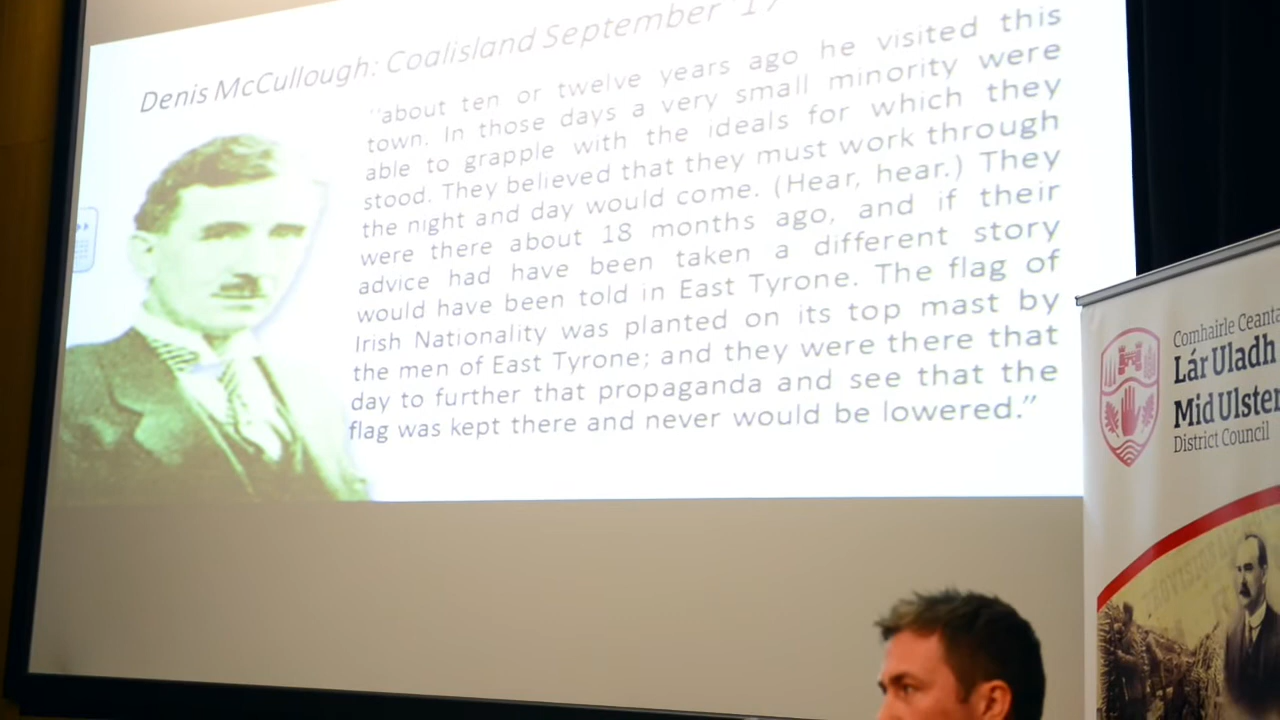 Denis McCullough: Coalisland September '17
"about ten or twelve years ago he visited this
town. In those days a very small minority were
able to grapple with the ideals for which they
stood. They believed that they must work through
the night and day would come. (Hear, hear.) They
were there about 18 months ago, and if their
advice had have been taken a different story
would have been told in East Tyrone. The flag of
Irish Nationality was planted on its top mast by
the men of East Tyrone; and they were there that
day to further that propaganda and see that the
flag was kept there and never would be lowered."
Comhairle Ceanta
Lár Uladh
Mid Ulster
District Council